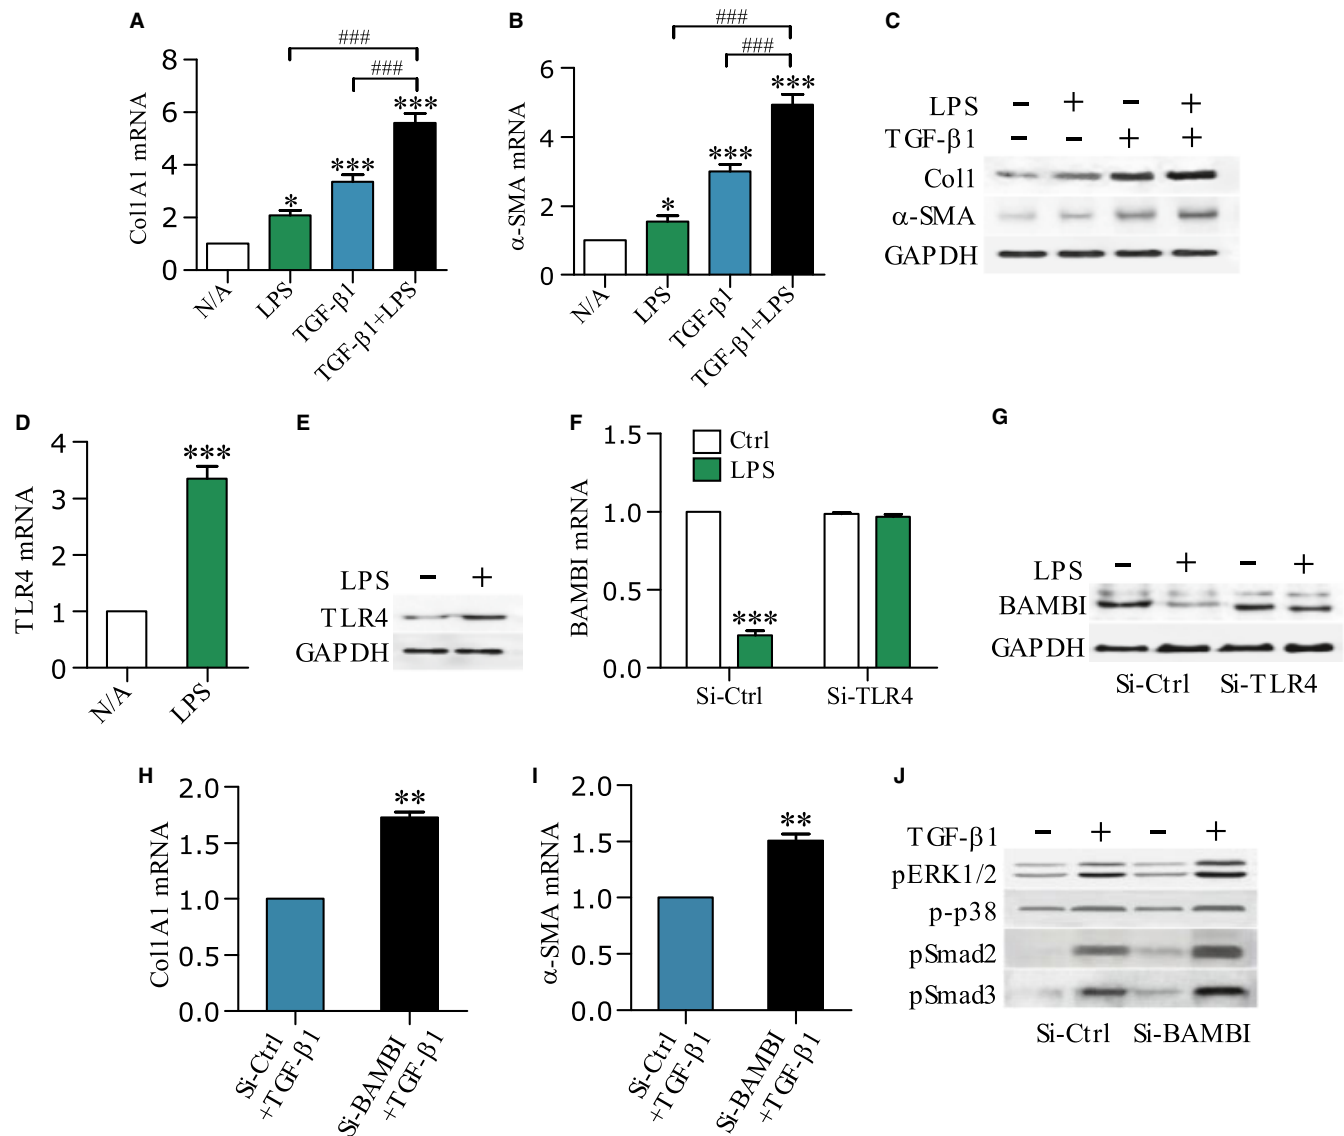 A
Col1A1 mRNA
8
6
4
2
0
###
###
*
***
***
N/A
LPS
TGF-β1
TGF-β1+LPS
B
α-SMA mRNA
6
4
2
0
###
###
*
***
***
N/A
LPS
TGF-β1
TGF-β1+LPS
C
LPS − + − +
TGF-β1 − − + +
Col1
α-SMA
GAPDH
D
TLR4 mRNA
4
3
2
1
0
***
N/A
LPS
E
LPS − +
TLR4
GAPDH
F
BAMBI mRNA
1.5
1.0
0.5
0.0
Ctrl
LPS
***
Si-Ctrl
Si-TLR4
G
LPS − + − +
BAMBI
GAPDH
Si-Ctrl Si-TLR4
H
Col1A1 mRNA
2.0
1.5
1.0
0.5
0.0
**
Si-Ctrl
+TGF-β1
Si-BAMBI
+TGF-β1
I
α-SMA mRNA
2.0
1.5
1.0
0.5
0.0
**
Si-Ctrl
+TGF-β1
Si-BAMBI
+TGF-β1
J
TGF-β1 − + − +
pERK1/2
p-p38
pSmad2
pSmad3
Si-Ctrl Si-BAMBI